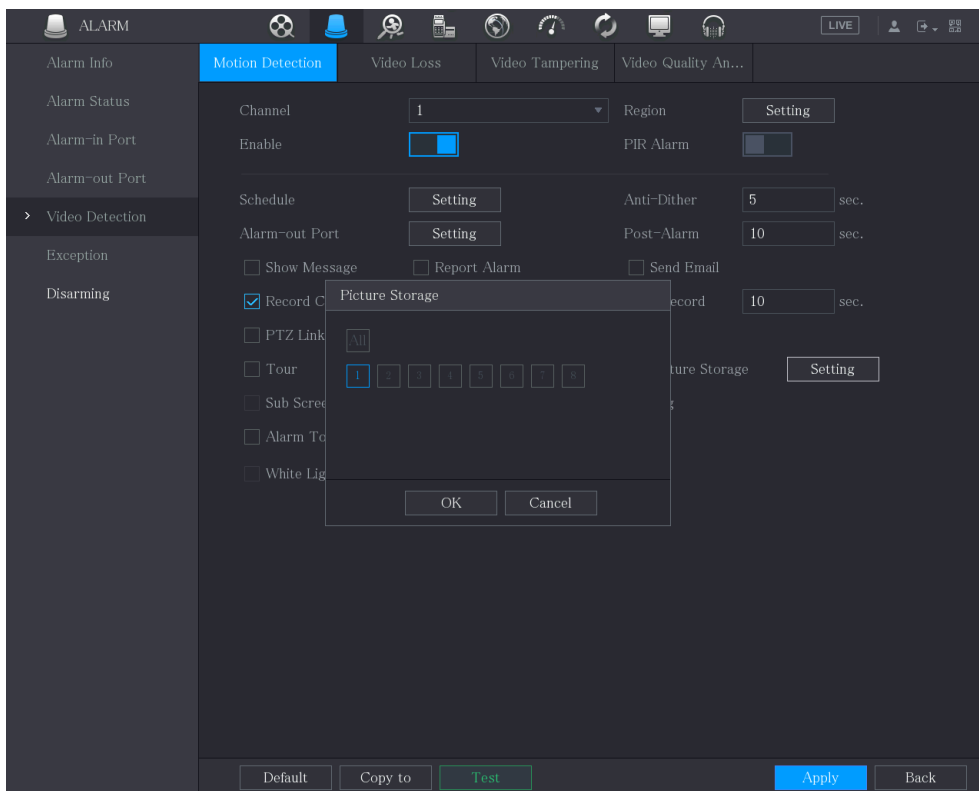 ALARM
LIVE
Alarm Info
Motion Detection
Video Loss
Video Tampering
Video Quality An...
Alarm Status
Channel
1
Region
Setting
Alarm-in Port
Enable
PIR Alarm
Alarm-out Port
Schedule
Setting
Anti-Dither
5
sec.
Video Detection
Alarm-out Port
Setting
Post-Alarm
10
sec.
Exception
Show Message
Report Alarm
Send Email
Disarming
Record C
Picture Storage
ecord
10
sec.
PTZ Link
All
Tour
1 2 3 4 5 6 7 8
ture Storage
Setting
Sub Scree
g
Alarm To
White Lig
OK
Cancel
Default
Copy to
Test
Apply
Back